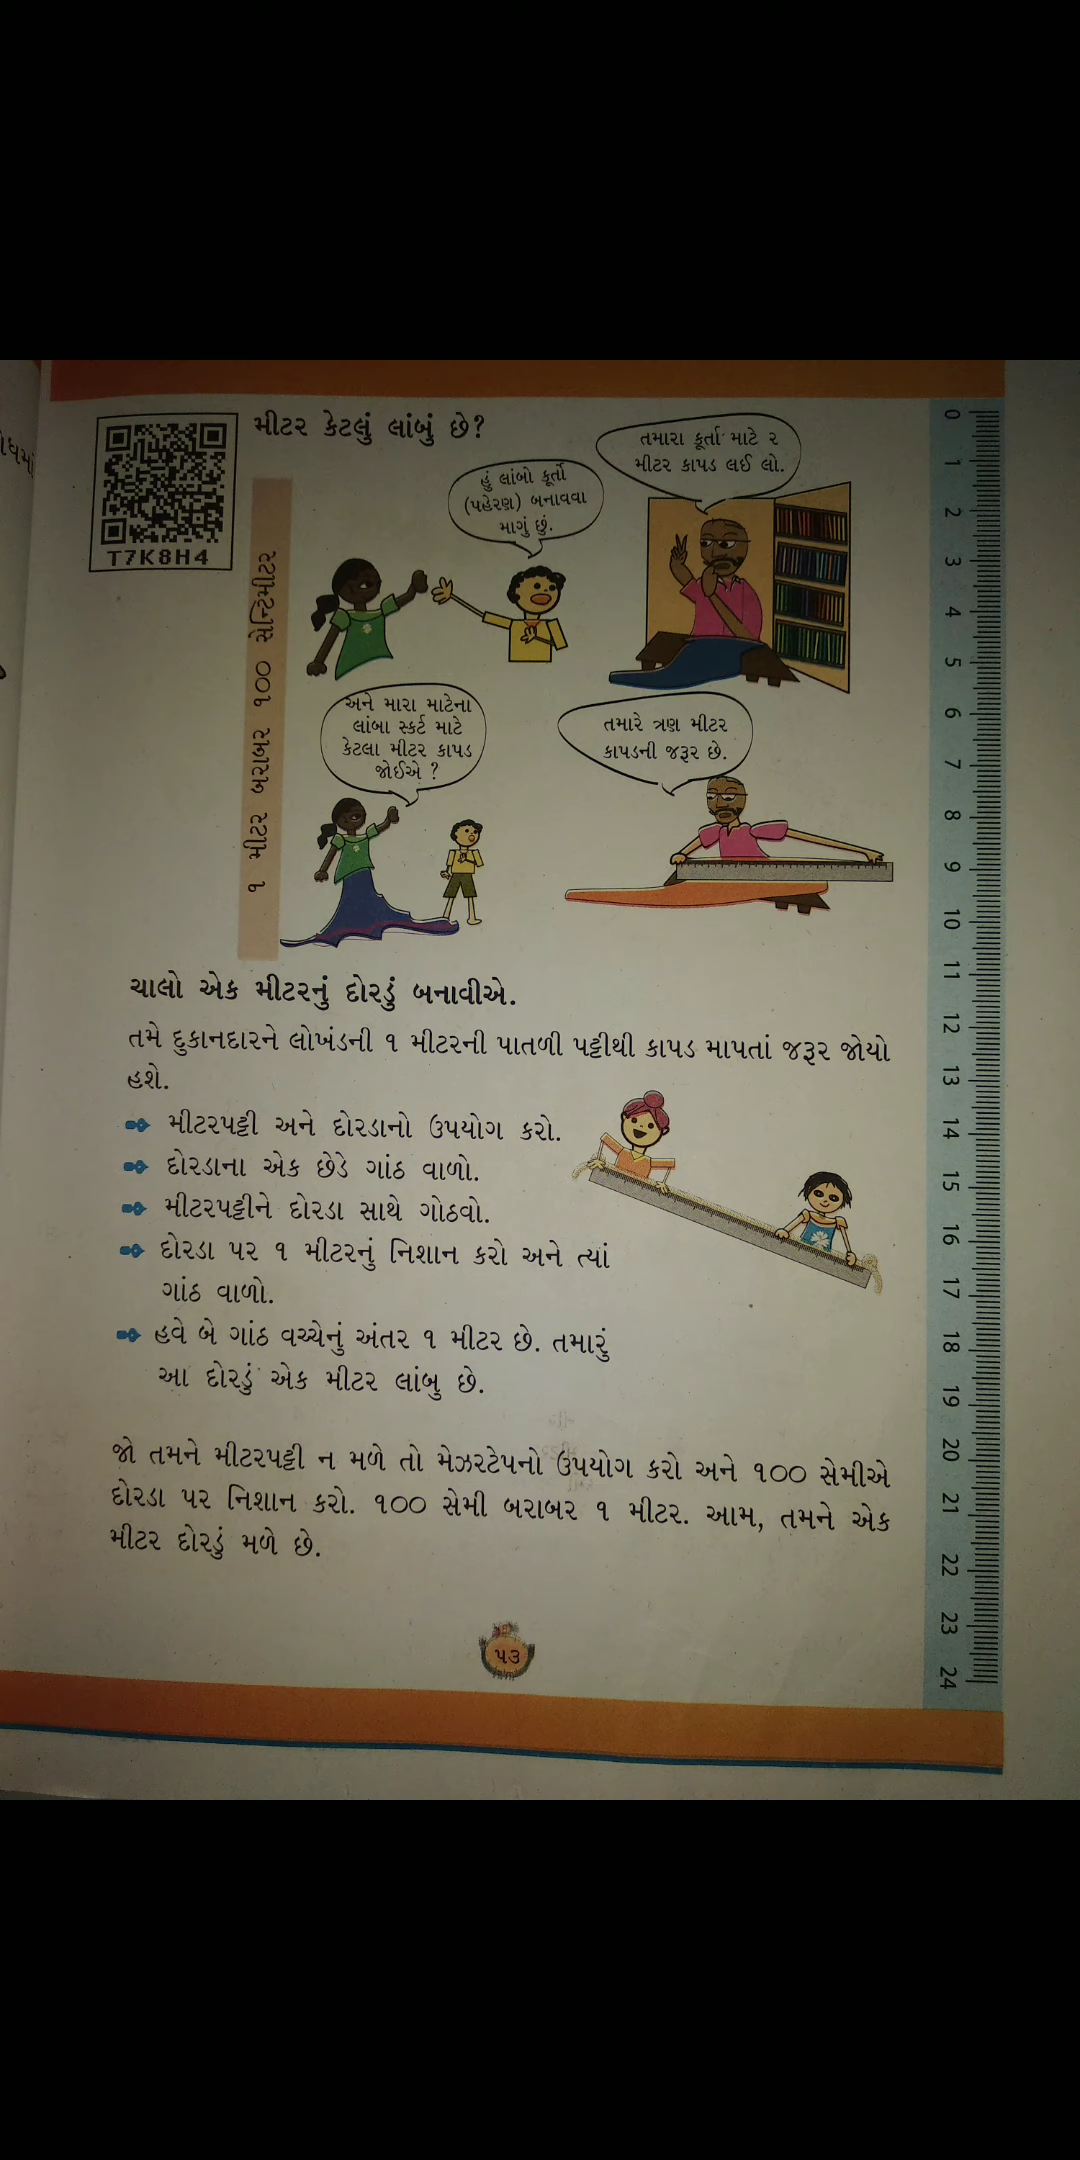 T7K8H4
મીટર કેટલું લાંબું છે?
૧ મીટર બરાબર ૧૦૦ સેન્ટિમીટર
હું લાંબો કૂર્તો
(પહેરણ) બનાવવા
માગું છું.
તમારા કૂર્તા માટે ૨
મીટર કાપડ લઈ લો.
અને મારા માટેના
લાંબા સ્કર્ટ માટે
કેટલા મીટર કાપડ
જોઈએ ?
તમારે ત્રણ મીટર
કાપડની જરૂર છે.
ચાલો એક મીટરનું દોરડું બનાવીએ.
તમે દુકાનદારને લોખંડની ૧ મીટરની પાતળી પટ્ટીથી કાપડ માપતાં જરૂર જોયો
હશે.
મીટરપટ્ટી અને દોરડાનો ઉપયોગ કરો.
દોરડાના એક છેડે ગાંઠ વાળો.
મીટરપટ્ટીને દોરડા સાથે ગોઠવો.
દોરડા પર ૧ મીટરનું નિશાન કરો અને ત્યાં
ગાંઠ વાળો.
હવે બે ગાંઠ વચ્ચેનું અંતર ૧ મીટર છે. તમારું
આ દોરડું એક મીટર લાંબુ છે.
જો તમને મીટરપટ્ટી ન મળે તો મેઝરટેપનો ઉપયોગ કરો અને ૧૦૦ સેમીએ
દોરડા પર નિશાન કરો. ૧૦૦ સેમી બરાબર ૧ મીટર. આમ, તમને એક
મીટર દોરડું મળે છે.
૫૩
0
1
2
3
4
5
6
7
8
9
10
11
12
13
14
15
16
17
18
19
20
21
22
23
24